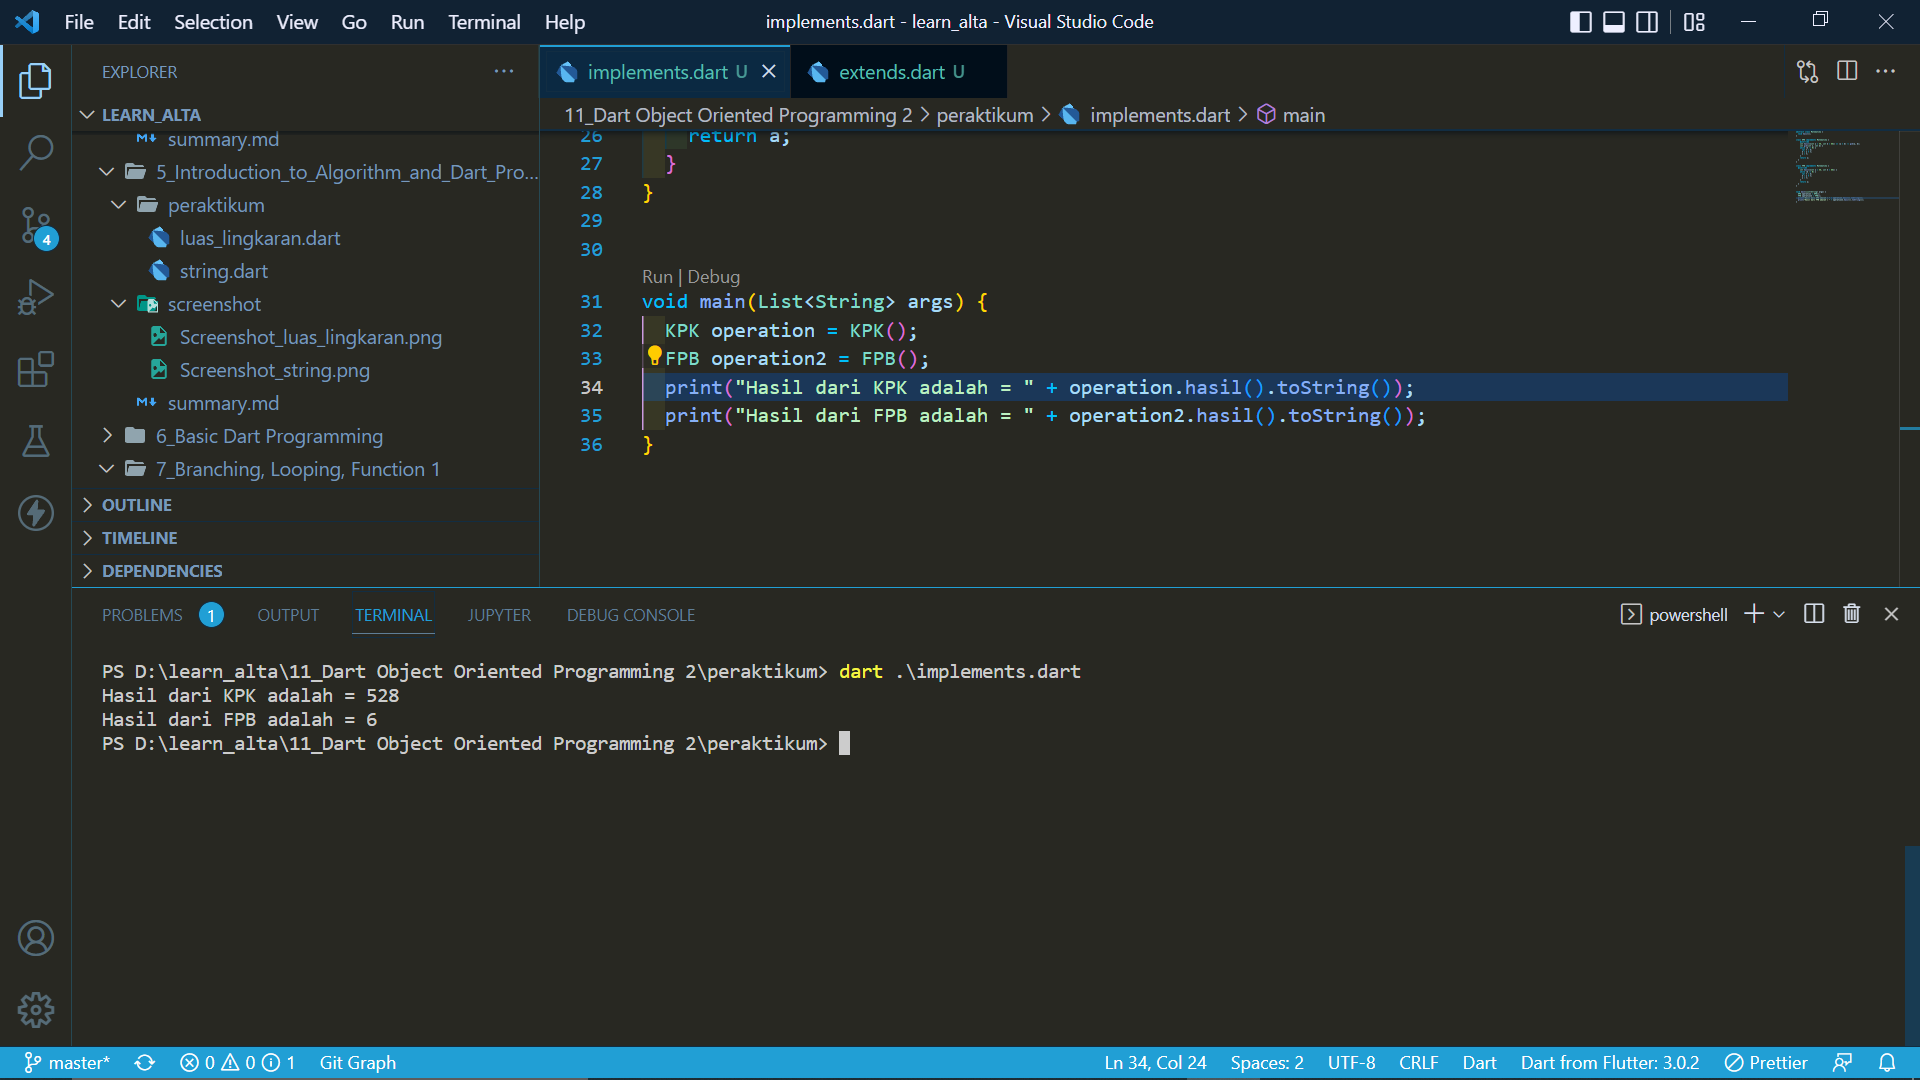 File Edit Selection View Go Run Terminal Help
implements.dart - learn_alta - Visual Studio Code
EXPLORER
LEARN_ALTA
summary.md
5_Introduction_to_Algorithm_and_Dart_Pro...
peraktikum
luas_lingkaran.dart
string.dart
screenshot
Screenshot_luas_lingkaran.png
Screenshot_string.png
summary.md
6_Basic Dart Programming
7_Branching, Looping, Function 1
OUTLINE
TIMELINE
DEPENDENCIES
4
implements.dart U
extends.dart U
11_Dart Object Oriented Programming 2 > peraktikum > implements.dart > main
26 return a;
27 }
28 }
29
30
Run | Debug
31 void main(List<String> args) {
32 KPK operation = KPK();
33 FPB operation2 = FPB();
34 print("Hasil dari KPK adalah = " + operation.hasil().toString());
35 print("Hasil dari FPB adalah = " + operation2.hasil().toString());
36 }
PROBLEMS 1 OUTPUT TERMINAL JUPYTER DEBUG CONSOLE
powershell
PS D:\learn_alta\11_Dart Object Oriented Programming 2\peraktikum> dart .\implements.dart
Hasil dari KPK adalah = 528
Hasil dari FPB adalah = 6
PS D:\learn_alta\11_Dart Object Oriented Programming 2\peraktikum>
master* 0 0 1 Git Graph
Ln 34, Col 24 Spaces: 2 UTF-8 CRLF Dart Dart from Flutter: 3.0.2 Prettier